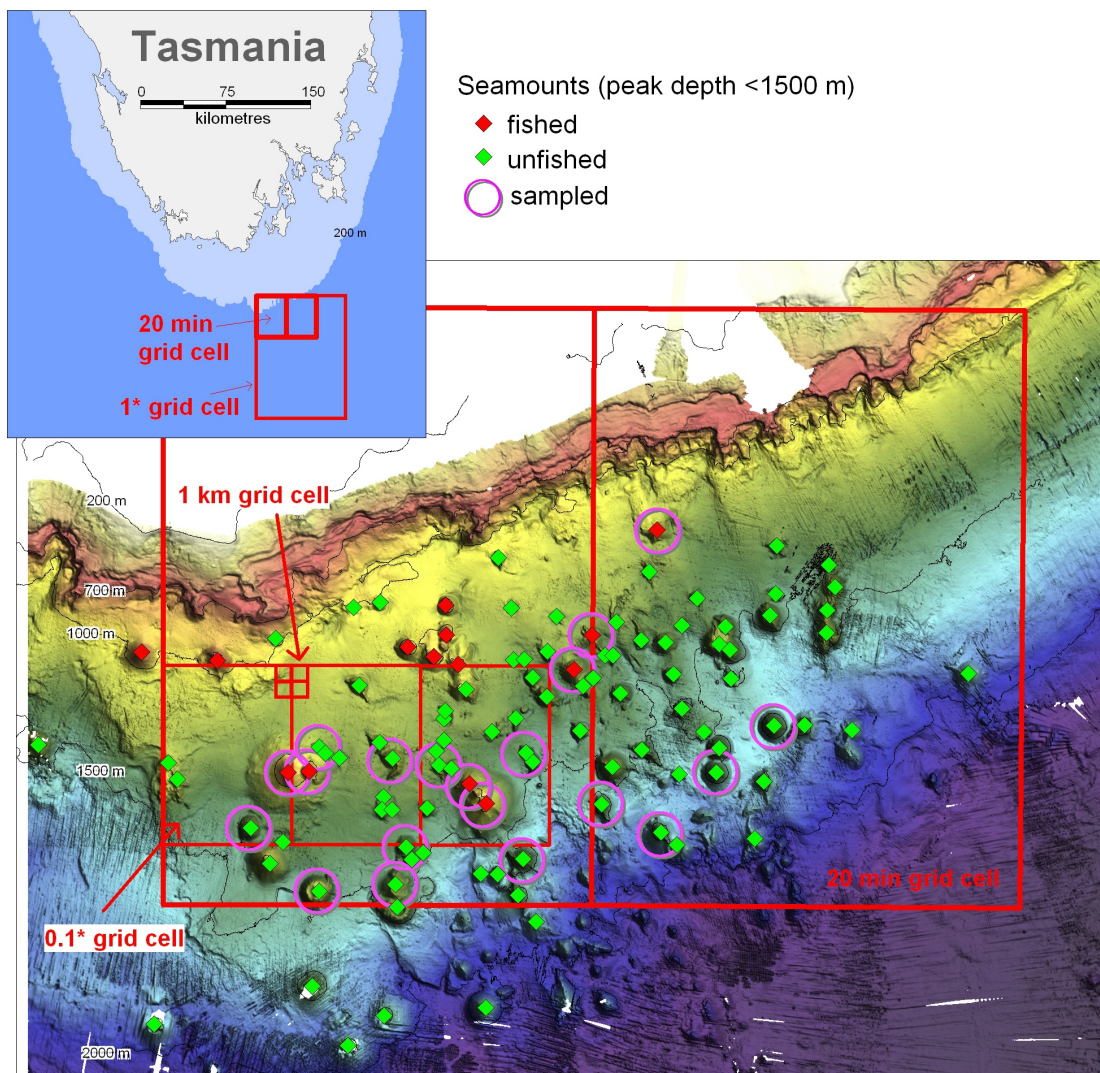 Tasmania
0 75 150
kilometres
200 m
20 min
grid cell
1* grid cell
Seamounts (peak depth <1500 m)
fished
unfished
sampled
1 km grid cell
200 m
700 m
1000 m
1500 m
20 min grid cell
0.1* grid cell
2000 m